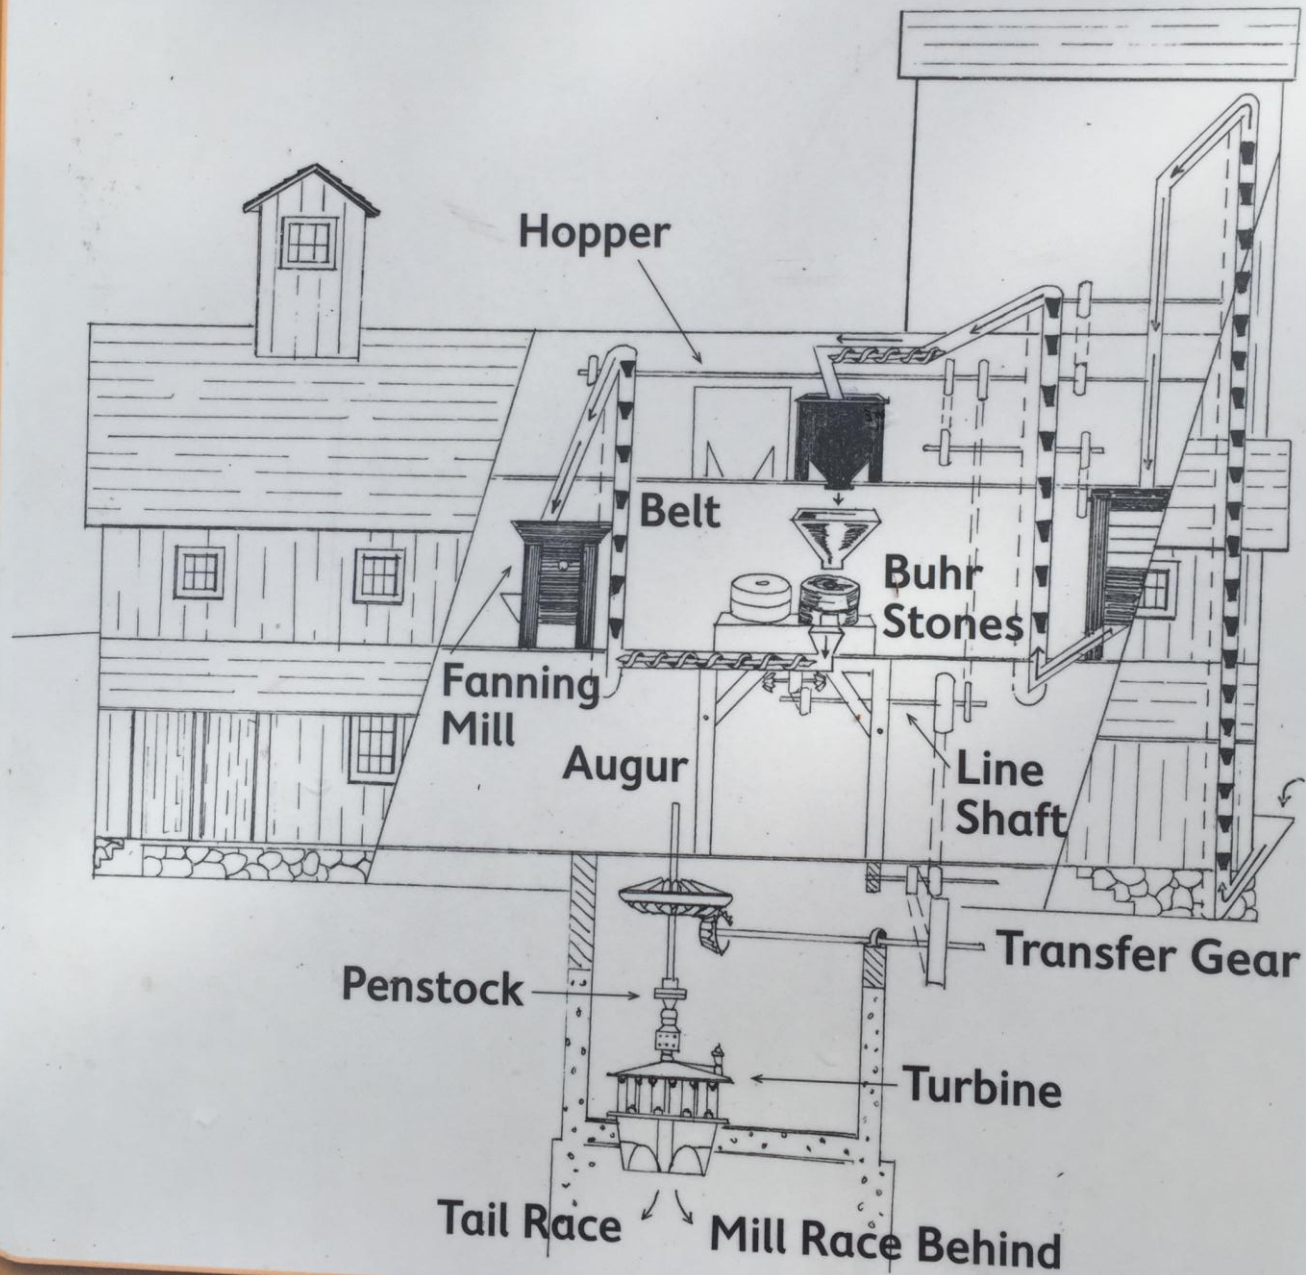 Hopper
Belt
Buhr
Stones
Fanning
Mill
Augur
Line
Shaft
Transfer Gear
Penstock
Turbine
Tail Race
Mill Race Behind